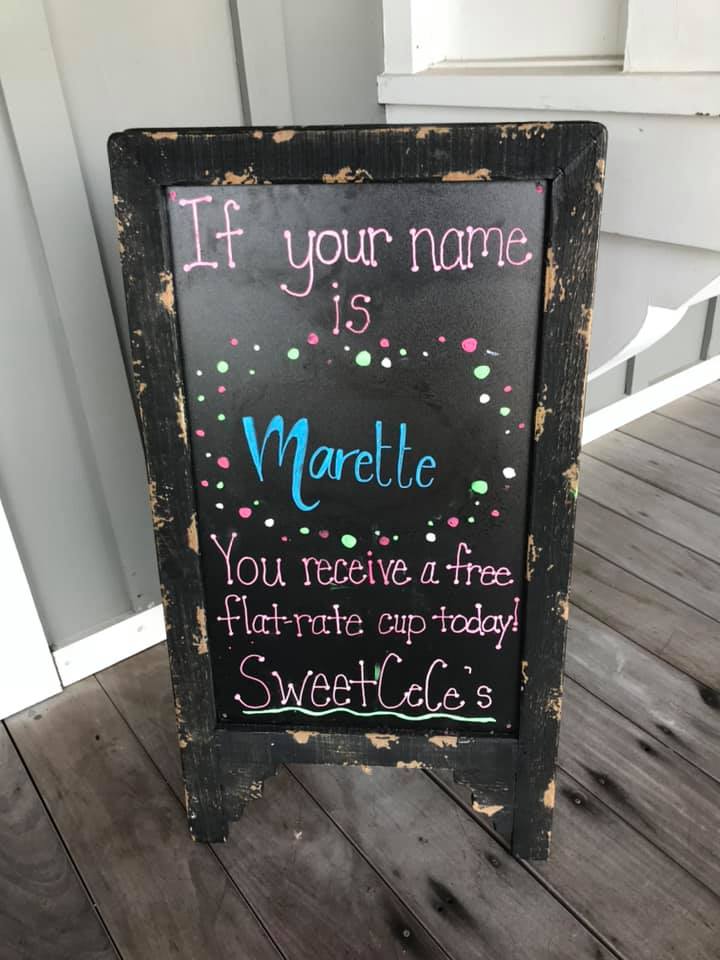 If your name
is
Marette
You receive a free
flat-rate cup today!
SweetCeCe's